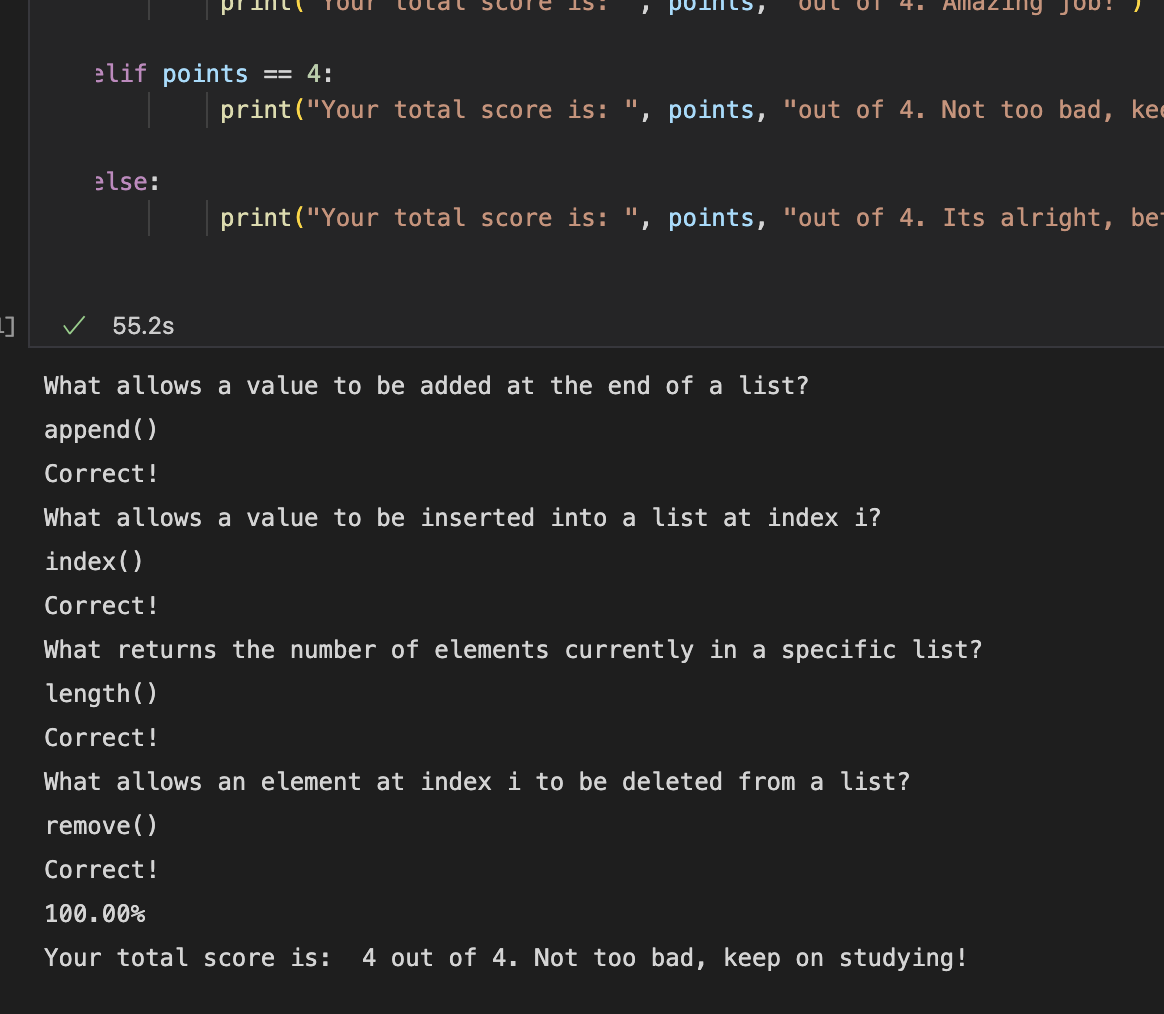 print("Your total score is: ", points, "out of 4. Amazing job!")
elif points == 4:
print("Your total score is: ", points, "out of 4. Not too bad, kee
else:
print("Your total score is: ", points, "out of 4. Its alright, bet
1]
55.2s
What allows a value to be added at the end of a list?
append()
Correct!
What allows a value to be inserted into a list at index i?
index()
Correct!
What returns the number of elements currently in a specific list?
length()
Correct!
What allows an element at index i to be deleted from a list?
remove()
Correct!
100.00%
Your total score is:  4 out of 4. Not too bad, keep on studying!